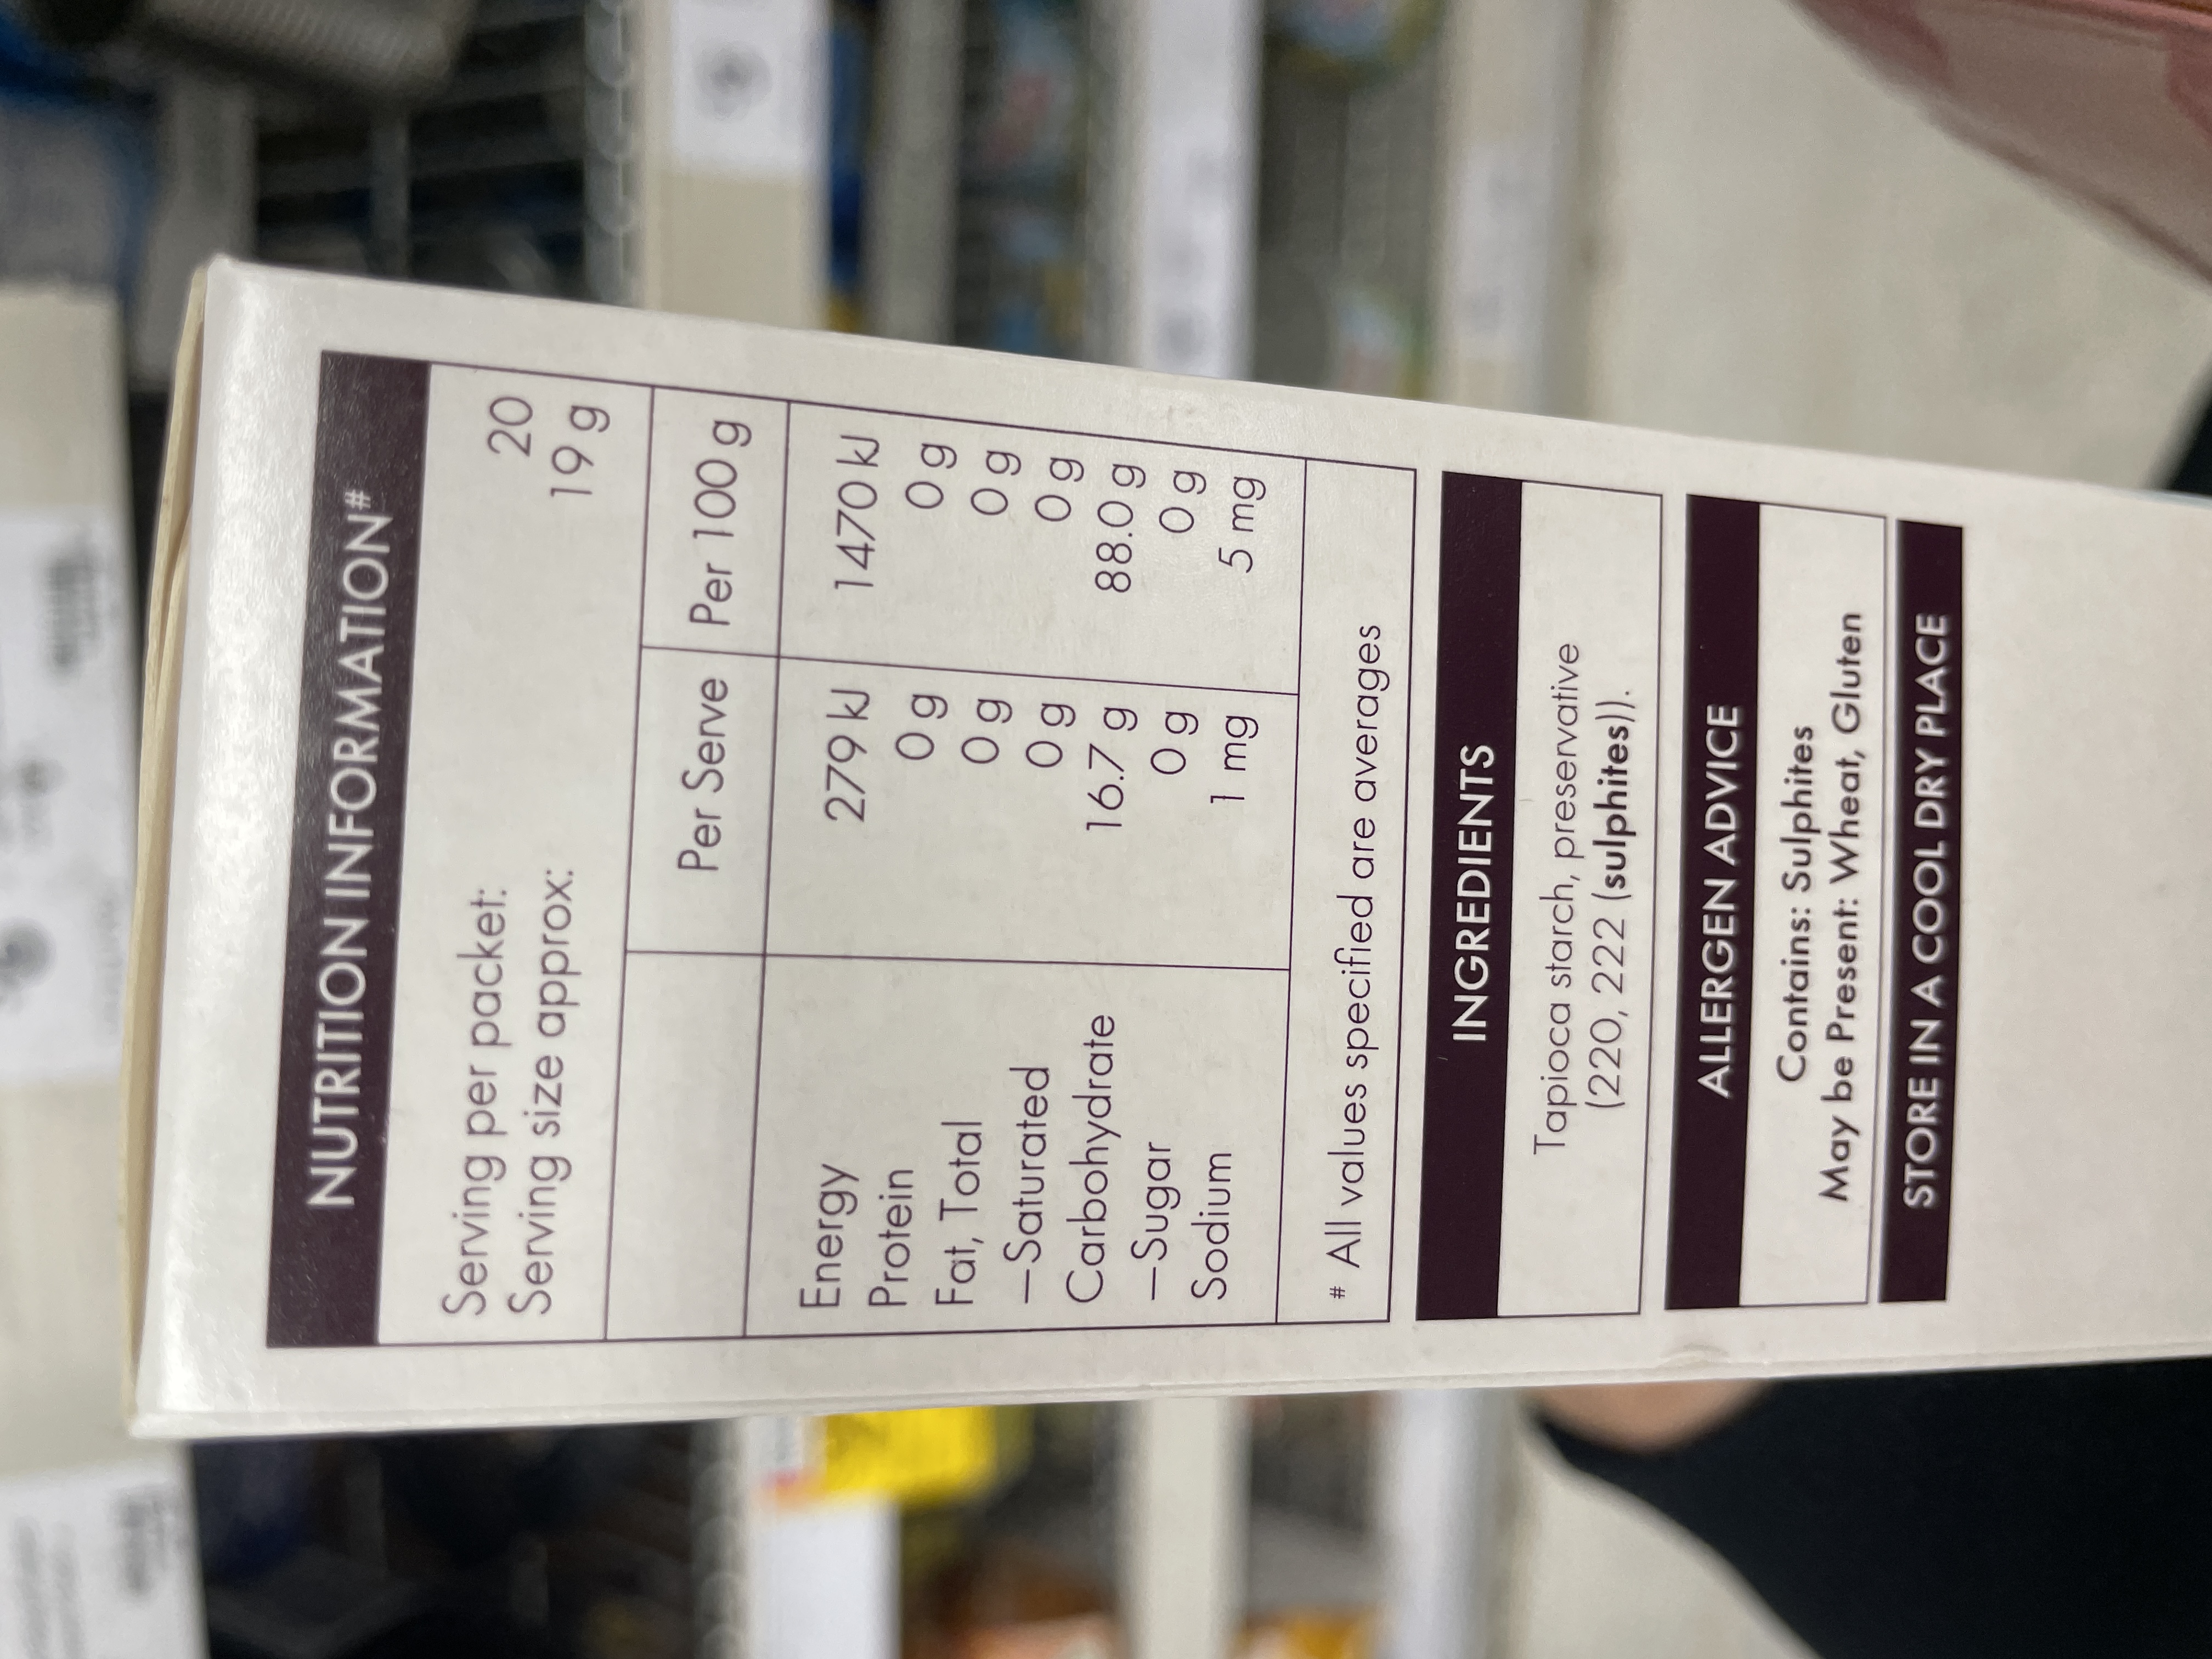 NUTRITION INFORMATION#
Serving per packet: 20
Serving size approx: 19 g
Per Serve Per 100 g
Energy 279 kJ 1470 kJ
Protein 0 g 0 g
Fat, Total 0 g 0 g
–Saturated 0 g 0 g
Carbohydrate 16.7 g 88.0 g
–Sugar 0 g 0 g
Sodium 1 mg 5 mg
# All values specified are averages
INGREDIENTS
Tapioca starch, preservative
(220, 222 (sulphites)).
ALLERGEN ADVICE
Contains: Sulphites
May be Present: Wheat, Gluten
STORE IN A COOL DRY PLACE